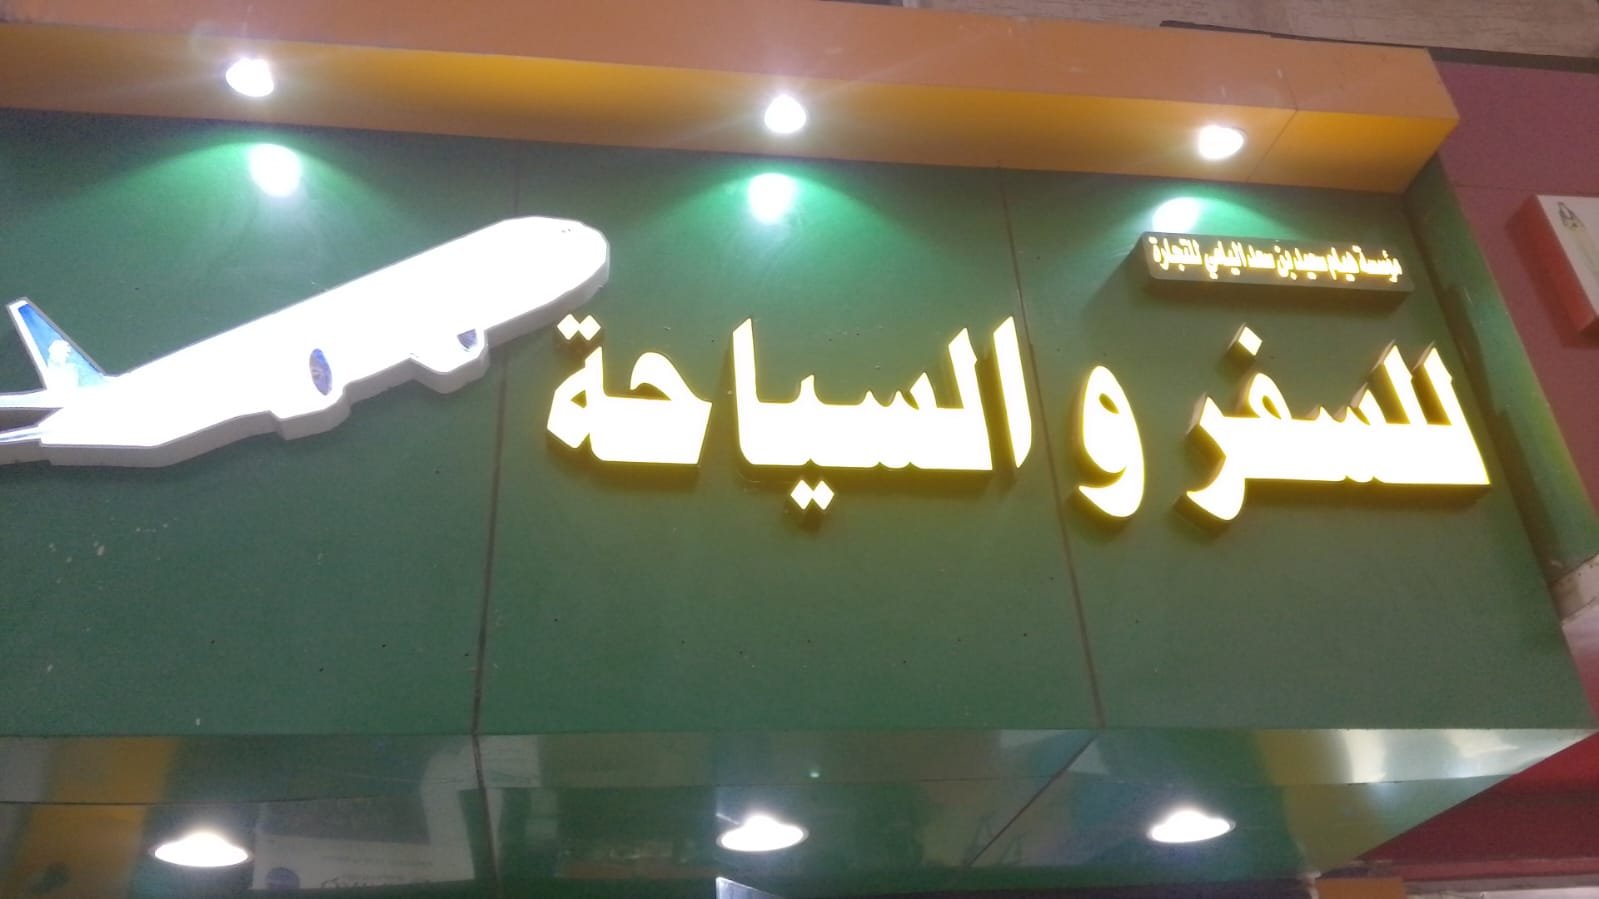 مؤسسة هيام سعيد بن سعد اليامي للتجارة
للسفر و السياحة